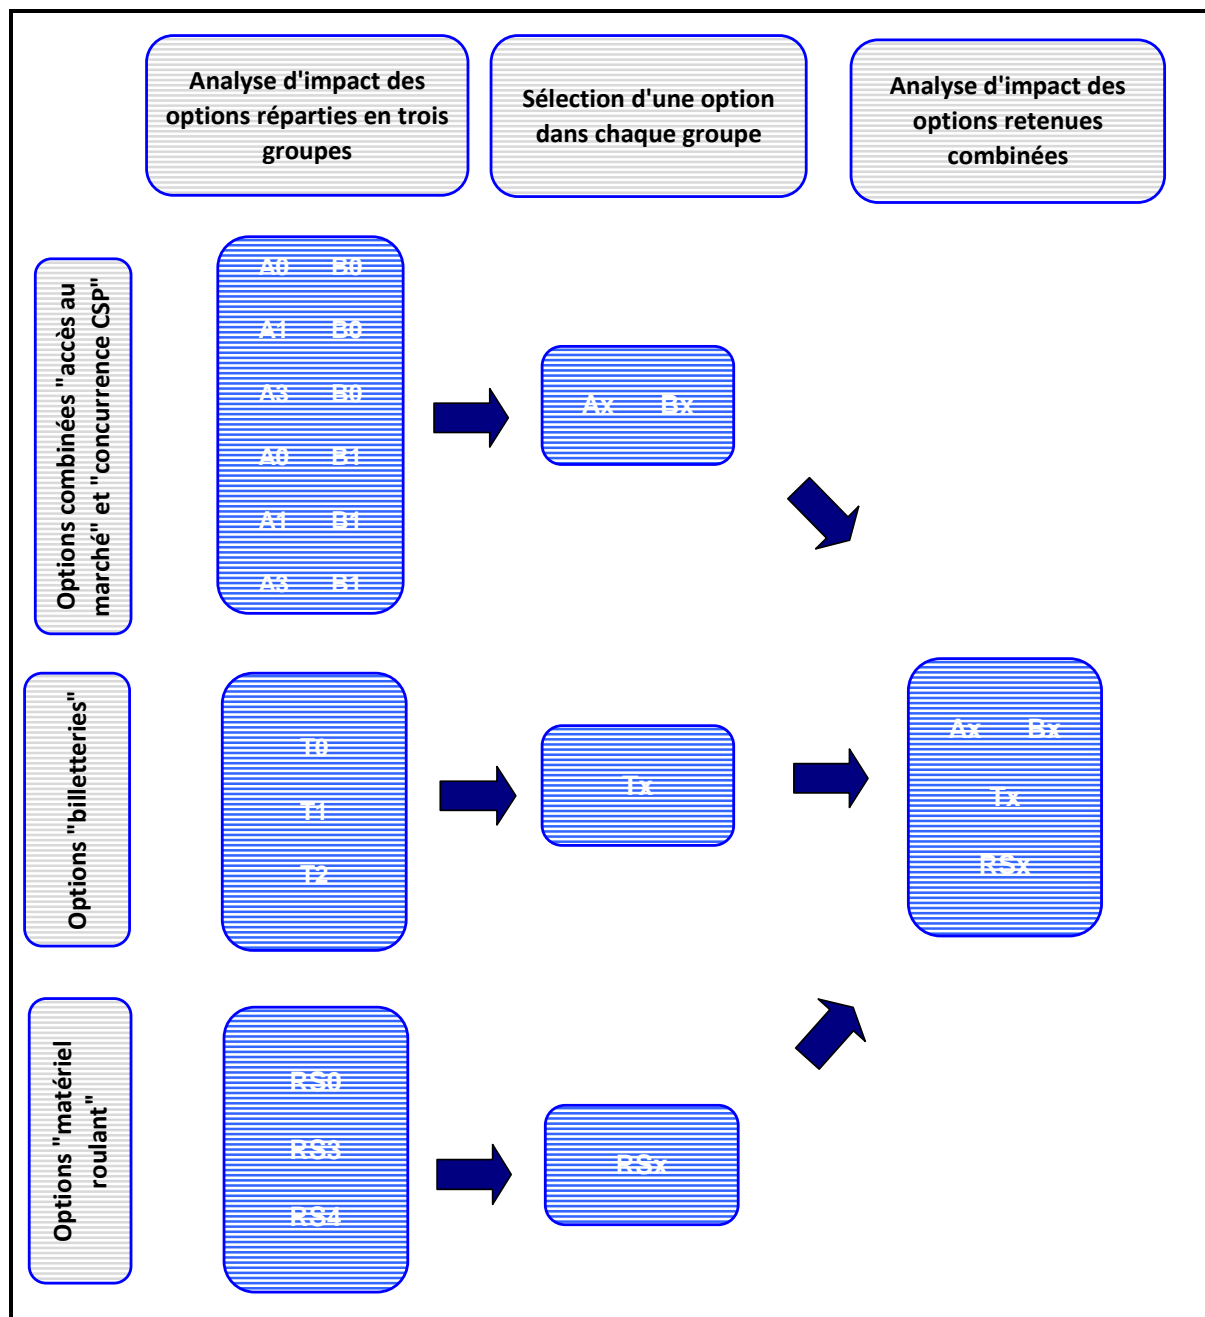 Analyse d'impact des
options réparties en trois
groupes
Sélection d'une option
dans chaque groupe
Analyse d'impact des
options retenues
combinées
Options combinées "accès au
marché" et "concurrence CSP"
A0 B0
A1 B0
A3 B0
A0 B1
A1 B1
A3 B1
Ax Bx
Options "billetteries"
T0
T1
T2
Tx
Ax Bx
Tx
RSx
Options "matériel
roulant"
RS0
RS3
RS4
RSx